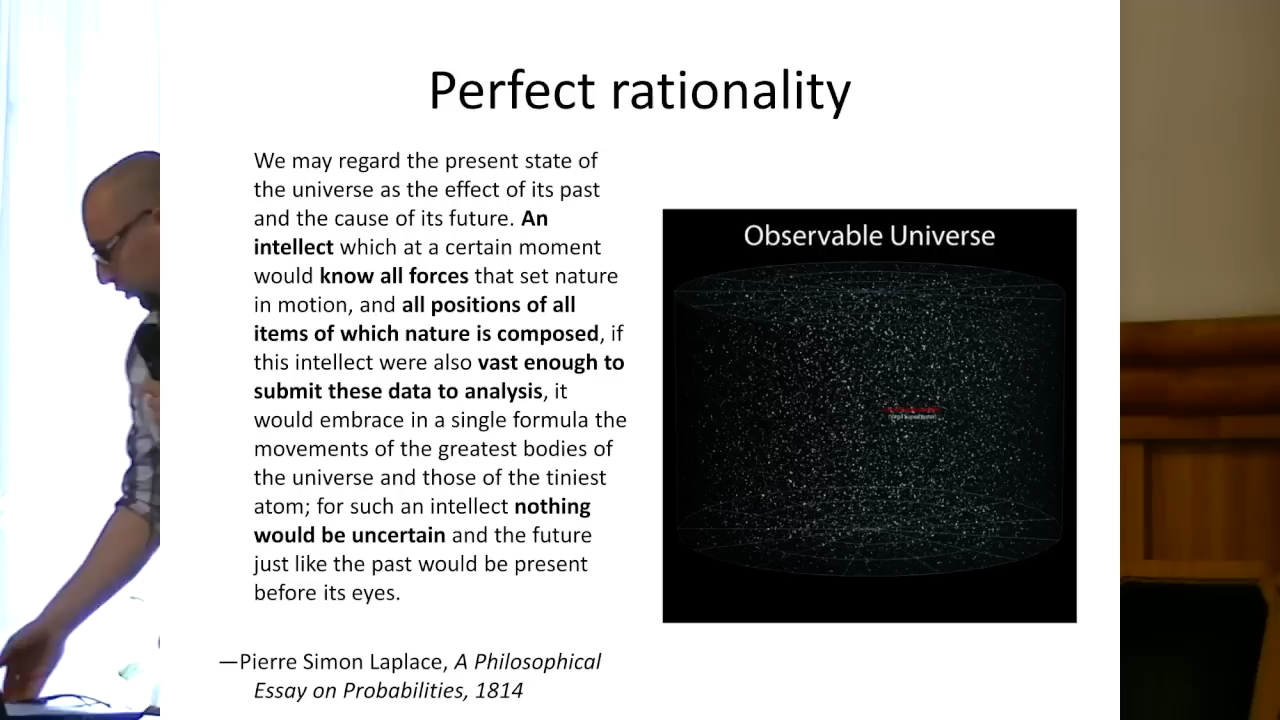 Perfect rationality
We may regard the present state of
the universe as the effect of its past
and the cause of its future. An
intellect which at a certain moment
would know all forces that set nature
in motion, and all positions of all
items of which nature is composed, if
this intellect were also vast enough to
submit these data to analysis, it
would embrace in a single formula the
movements of the greatest bodies of
the universe and those of the tiniest
atom; for such an intellect nothing
would be uncertain and the future
just like the past would be present
before its eyes.
—Pierre Simon Laplace, A Philosophical
Essay on Probabilities, 1814
Observable Universe